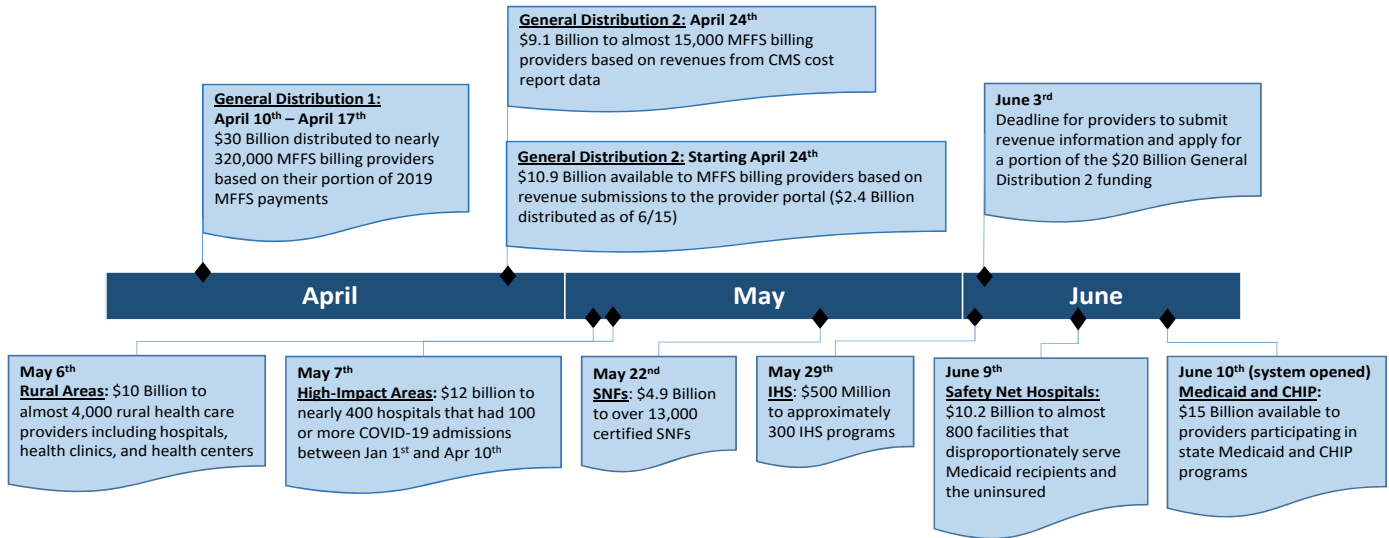 General Distribution 2: April 24th
$9.1 Billion to almost 15,000 MFFS billing
providers based on revenues from CMS cost
report data
General Distribution 1:
April 10th – April 17th
$30 Billion distributed to nearly
320,000 MFFS billing providers
based on their portion of 2019
MFFS payments
General Distribution 2: Starting April 24th
$10.9 Billion available to MFFS billing providers based on
revenue submissions to the provider portal ($2.4 Billion
distributed as of 6/15)
June 3rd
Deadline for providers to submit
revenue information and apply for
a portion of the $20 Billion General
Distribution 2 funding
April
May
June
May 6th
Rural Areas: $10 Billion to
almost 4,000 rural health care
providers including hospitals,
health clinics, and health centers
May 7th
High-Impact Areas: $12 billion to
nearly 400 hospitals that had 100
or more COVID-19 admissions
between Jan 1st and Apr 10th
May 22nd
SNFs: $4.9 Billion
to over 13,000
certified SNFs
May 29th
IHS: $500 Million
to approximately
300 IHS programs
June 9th
Safety Net Hospitals:
$10.2 Billion to almost
800 facilities that
disproportionately serve
Medicaid recipients and
the uninsured
June 10th (system opened)
Medicaid and CHIP:
$15 Billion available to
providers participating in
state Medicaid and CHIP
programs